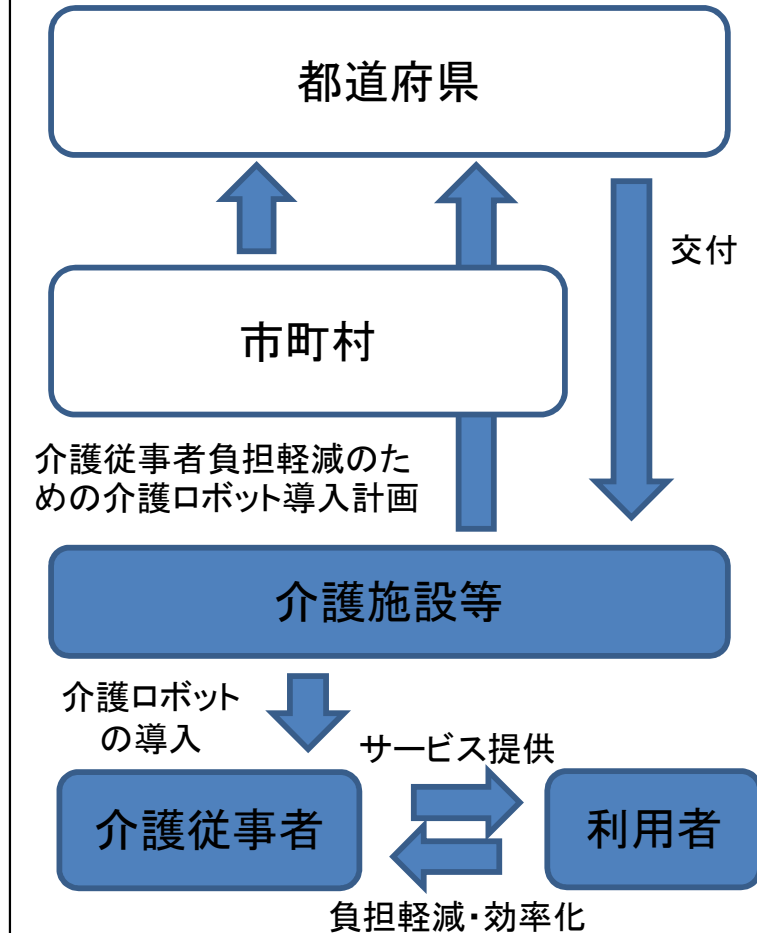 都道府県
交付
市町村
介護従事者負担軽減のた
めの介護ロボット導入計画
介護施設等
介護ロボット
の導入
サービス提供
介護従事者
利用者
負担軽減・効率化